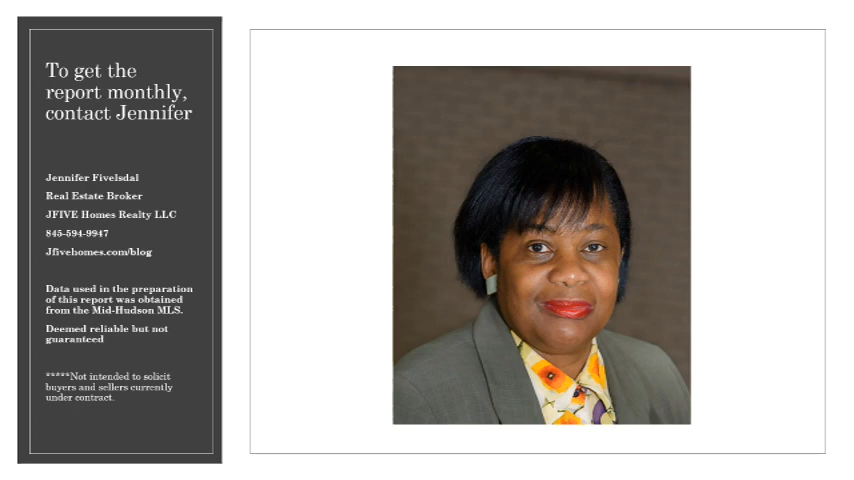 To get the
report monthly,
contact Jennifer
Jennifer Fivelsdal
Real Estate Broker
JFIVE Homes Realty LLC
845-594-9947
Jfivehomes.com/blog
Data used in the preparation
of this report was obtained
from the Mid-Hudson MLS.
Deemed reliable but not
guaranteed
*****Not intended to solicit
buyers and sellers currently
under contract.